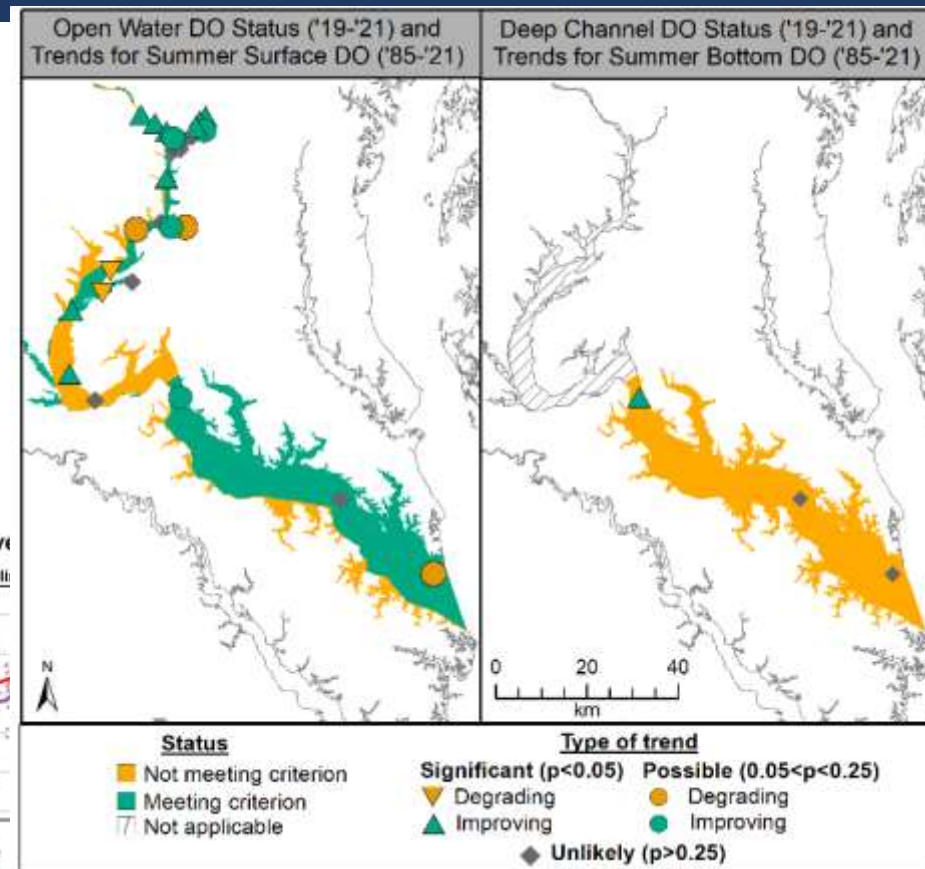 Open Water DO Status ('19-'21) and
Trends for Summer Surface DO ('85-'21)
Deep Channel DO Status ('19-'21) and
Trends for Summer Bottom DO ('85-'21)
N
0 20 40
km
Status
Not meeting criterion
Meeting criterion
Not applicable
Type of trend
Significant (p<0.05) Possible (0.05<p<0.25)
Degrading Degrading
Improving Improving
Unlikely (p>0.25)